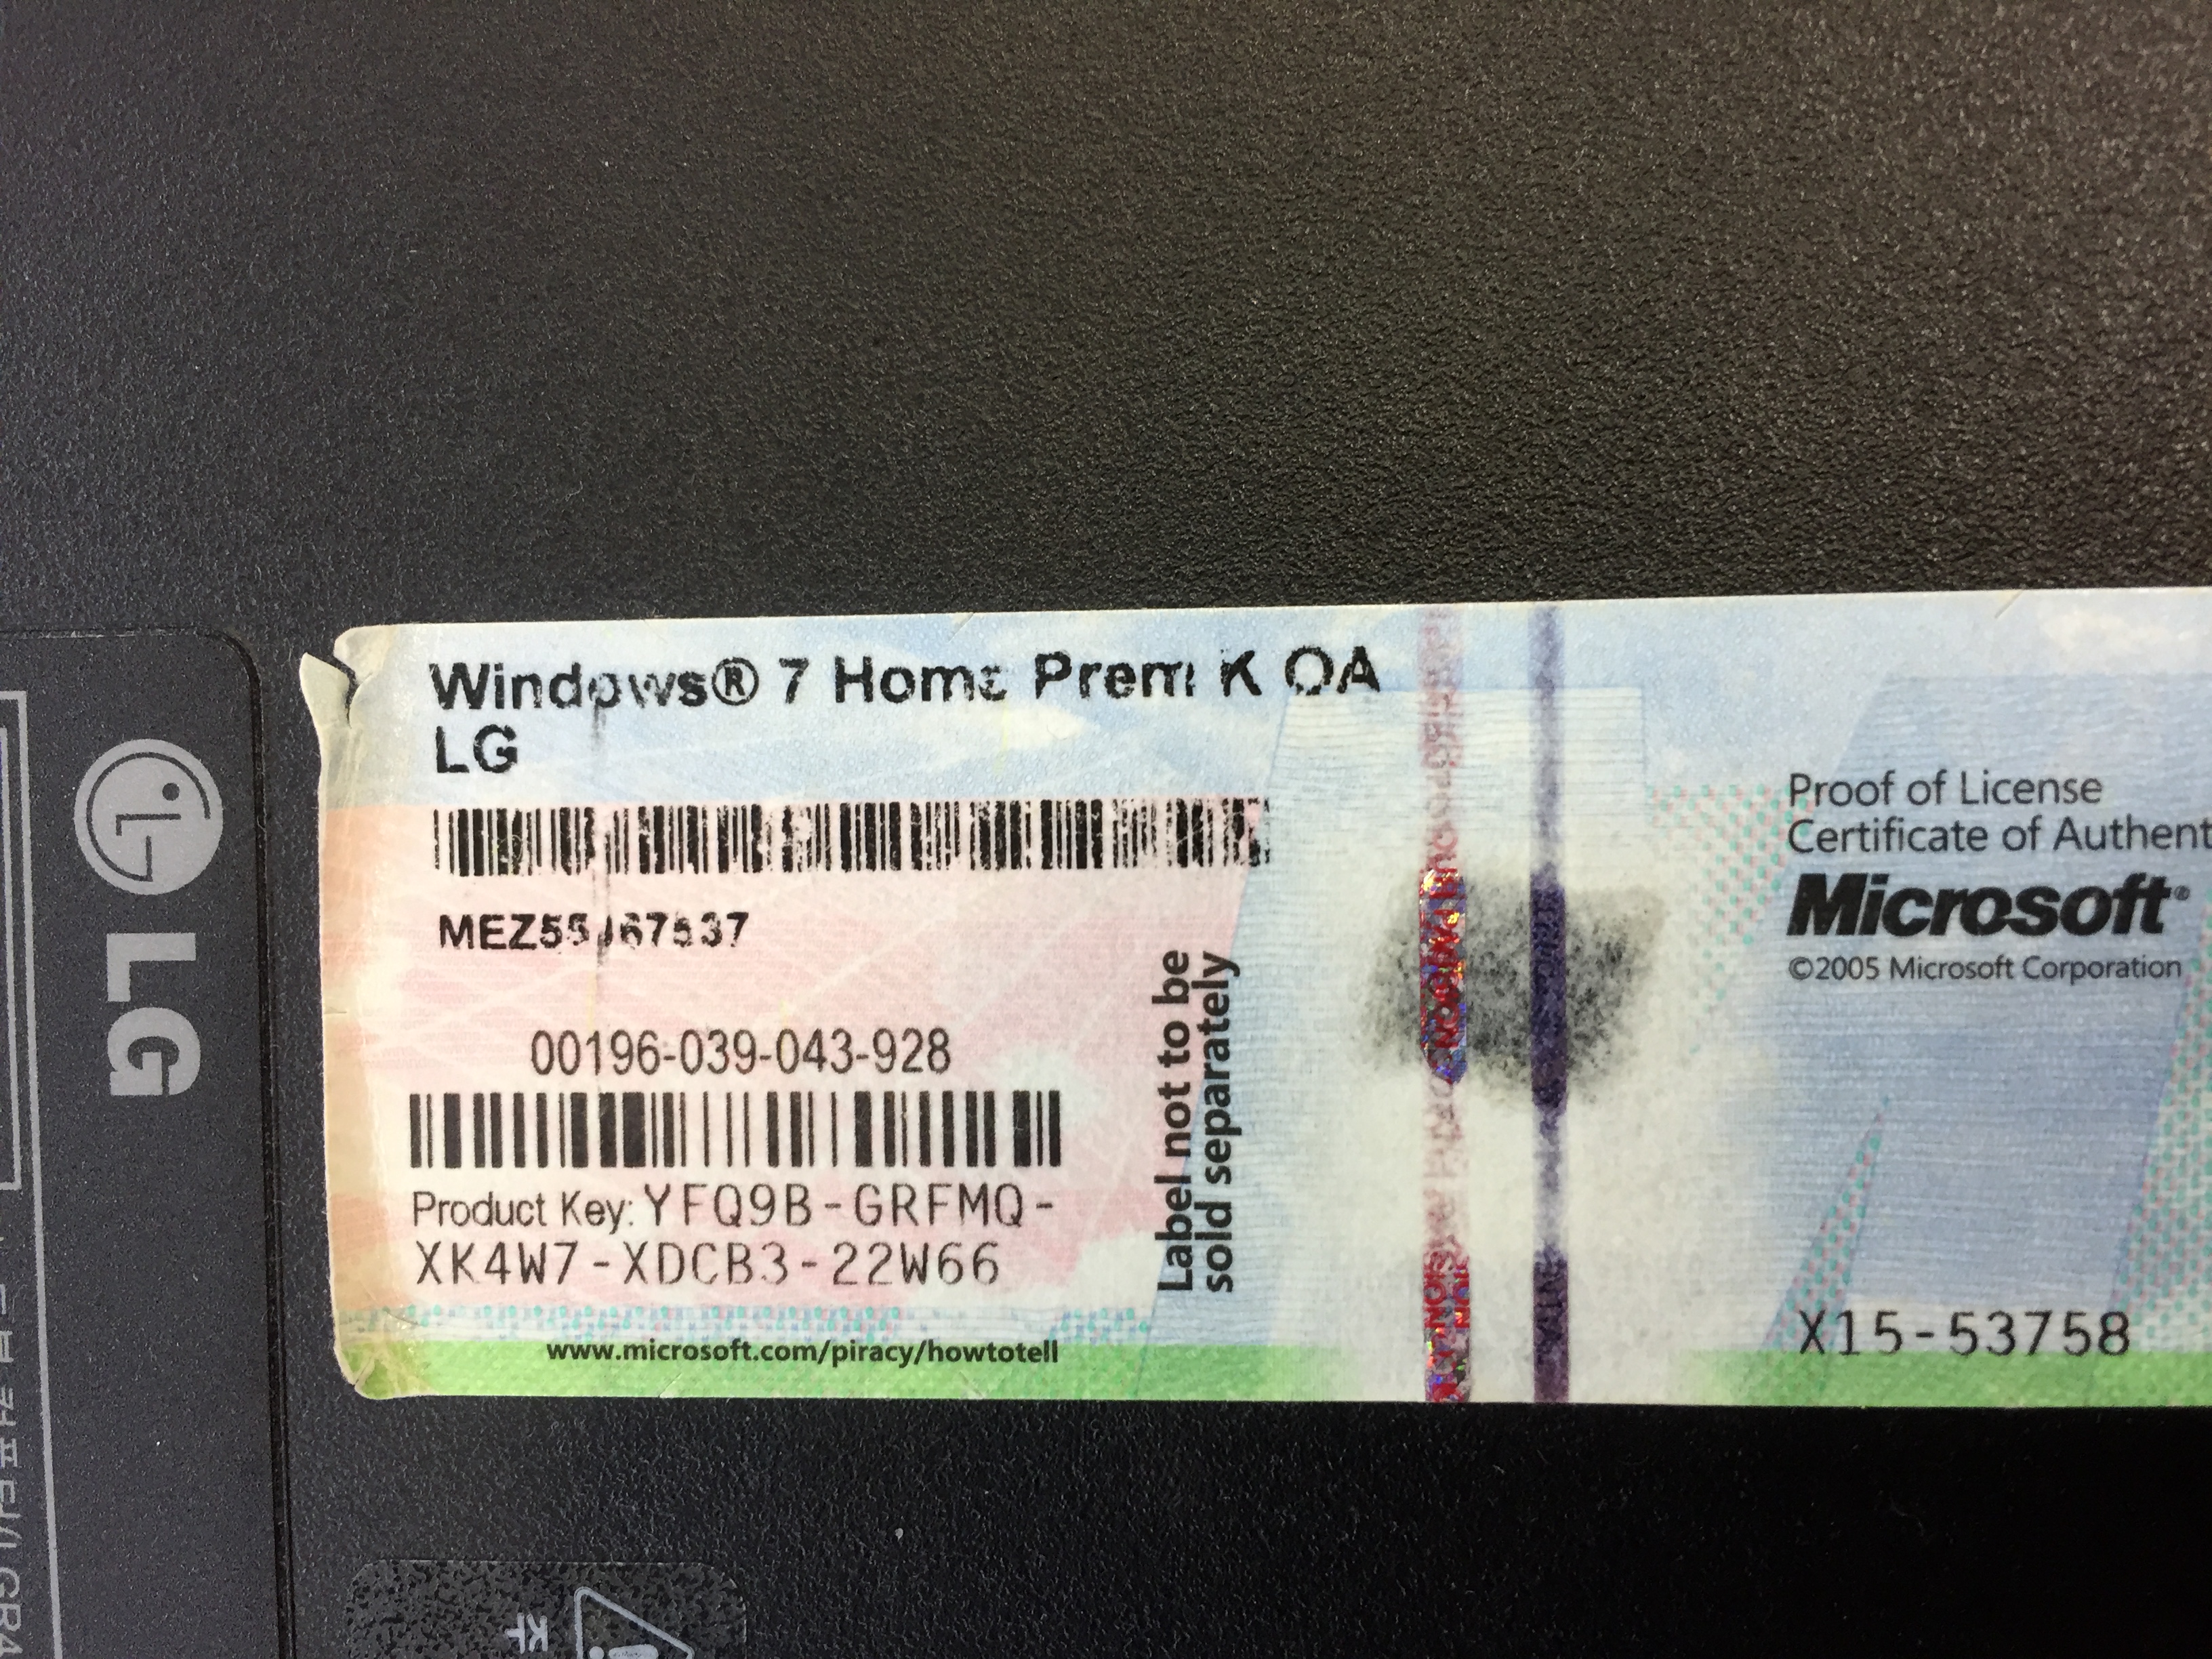 Windows® 7 Home Prem K OA
LG
00196-039-043-928
Product Key: YFQ9B-GRFMQ-
XK4W7-XDCB3-22W66
www.microsoft.com/piracy/howtotell
Label not to be
sold separately
Proof of License
Certificate of Authent
Microsoft®
©2005 Microsoft Corporation
X15-53758
LG